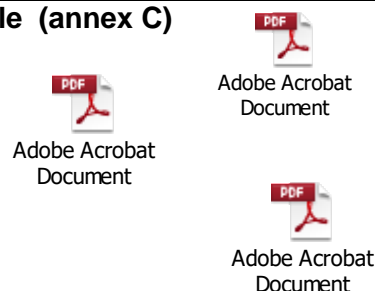 le (annex C)
PDF
Adobe Acrobat
Document
PDF
Adobe Acrobat
Document
PDF
Adobe Acrobat
Document